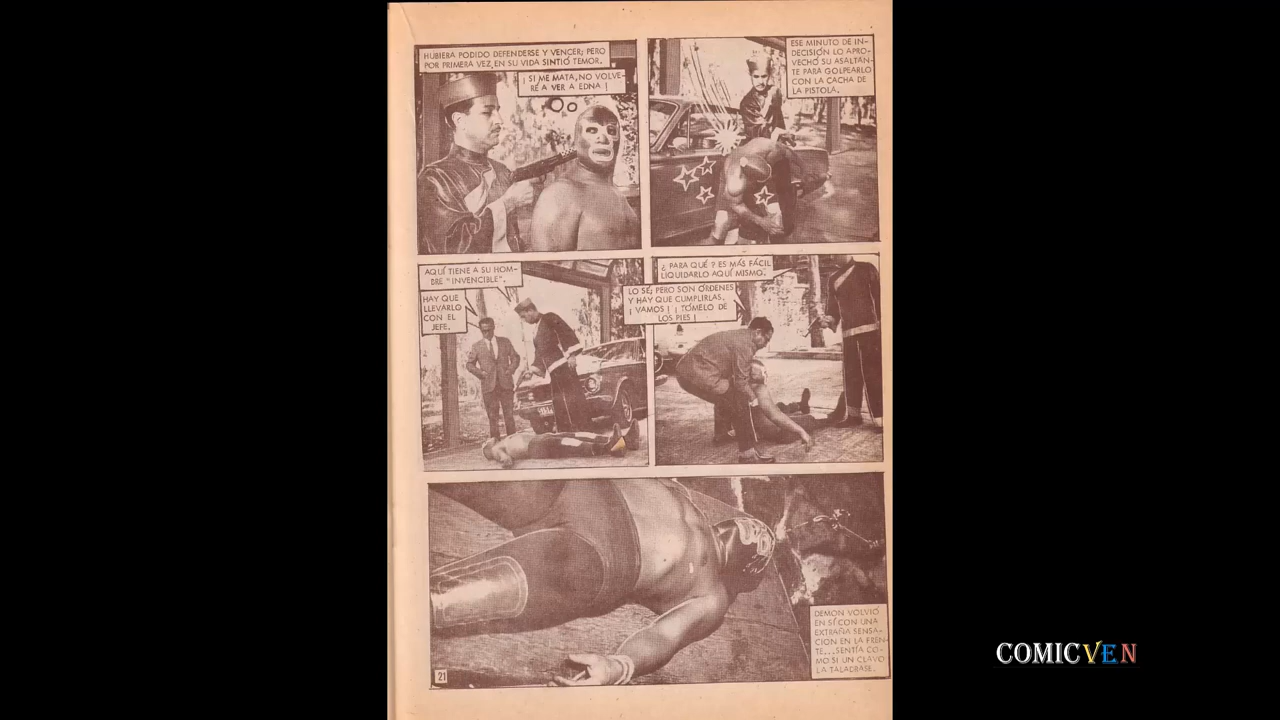 HUBIERA PODIDO DEFENDERSE Y VENCER; PERO
POR PRIMERA VEZ EN SU VIDA SINTIÓ TEMOR.
¡ SI ME MATA, NO VOLVE-
RÉ A VER A EDNA !
ESE MINUTO DE IN-
DECISIÓN LO APRO-
VECHÓ SU ASALTAN-
TE PARA GOLPEARLO
CON LA CACHA DE
LA PISTOLA.
AQUÍ TIENE A SU HOM-
BRE "INVENCIBLE".
HAY QUE
LLEVARLO
CON EL
JEFE.
¿ PARA QUÉ ? ES MÁS FÁCIL
LIQUIDARLO AQUÍ MISMO.
LO SÉ; PERO SON ÓRDENES
Y HAY QUE CUMPLIRLAS.
¡ VAMOS ! ¡ TÓMELO DE
LOS PIES !
DEMON VOLVIÓ
EN SÍ CON UNA
EXTRAÑA SENSA-
CION EN LA FREN-
TE... SENTÍA CO-
MO SI UN CLAVO
LA TALADRASE.
21
COMICVEN